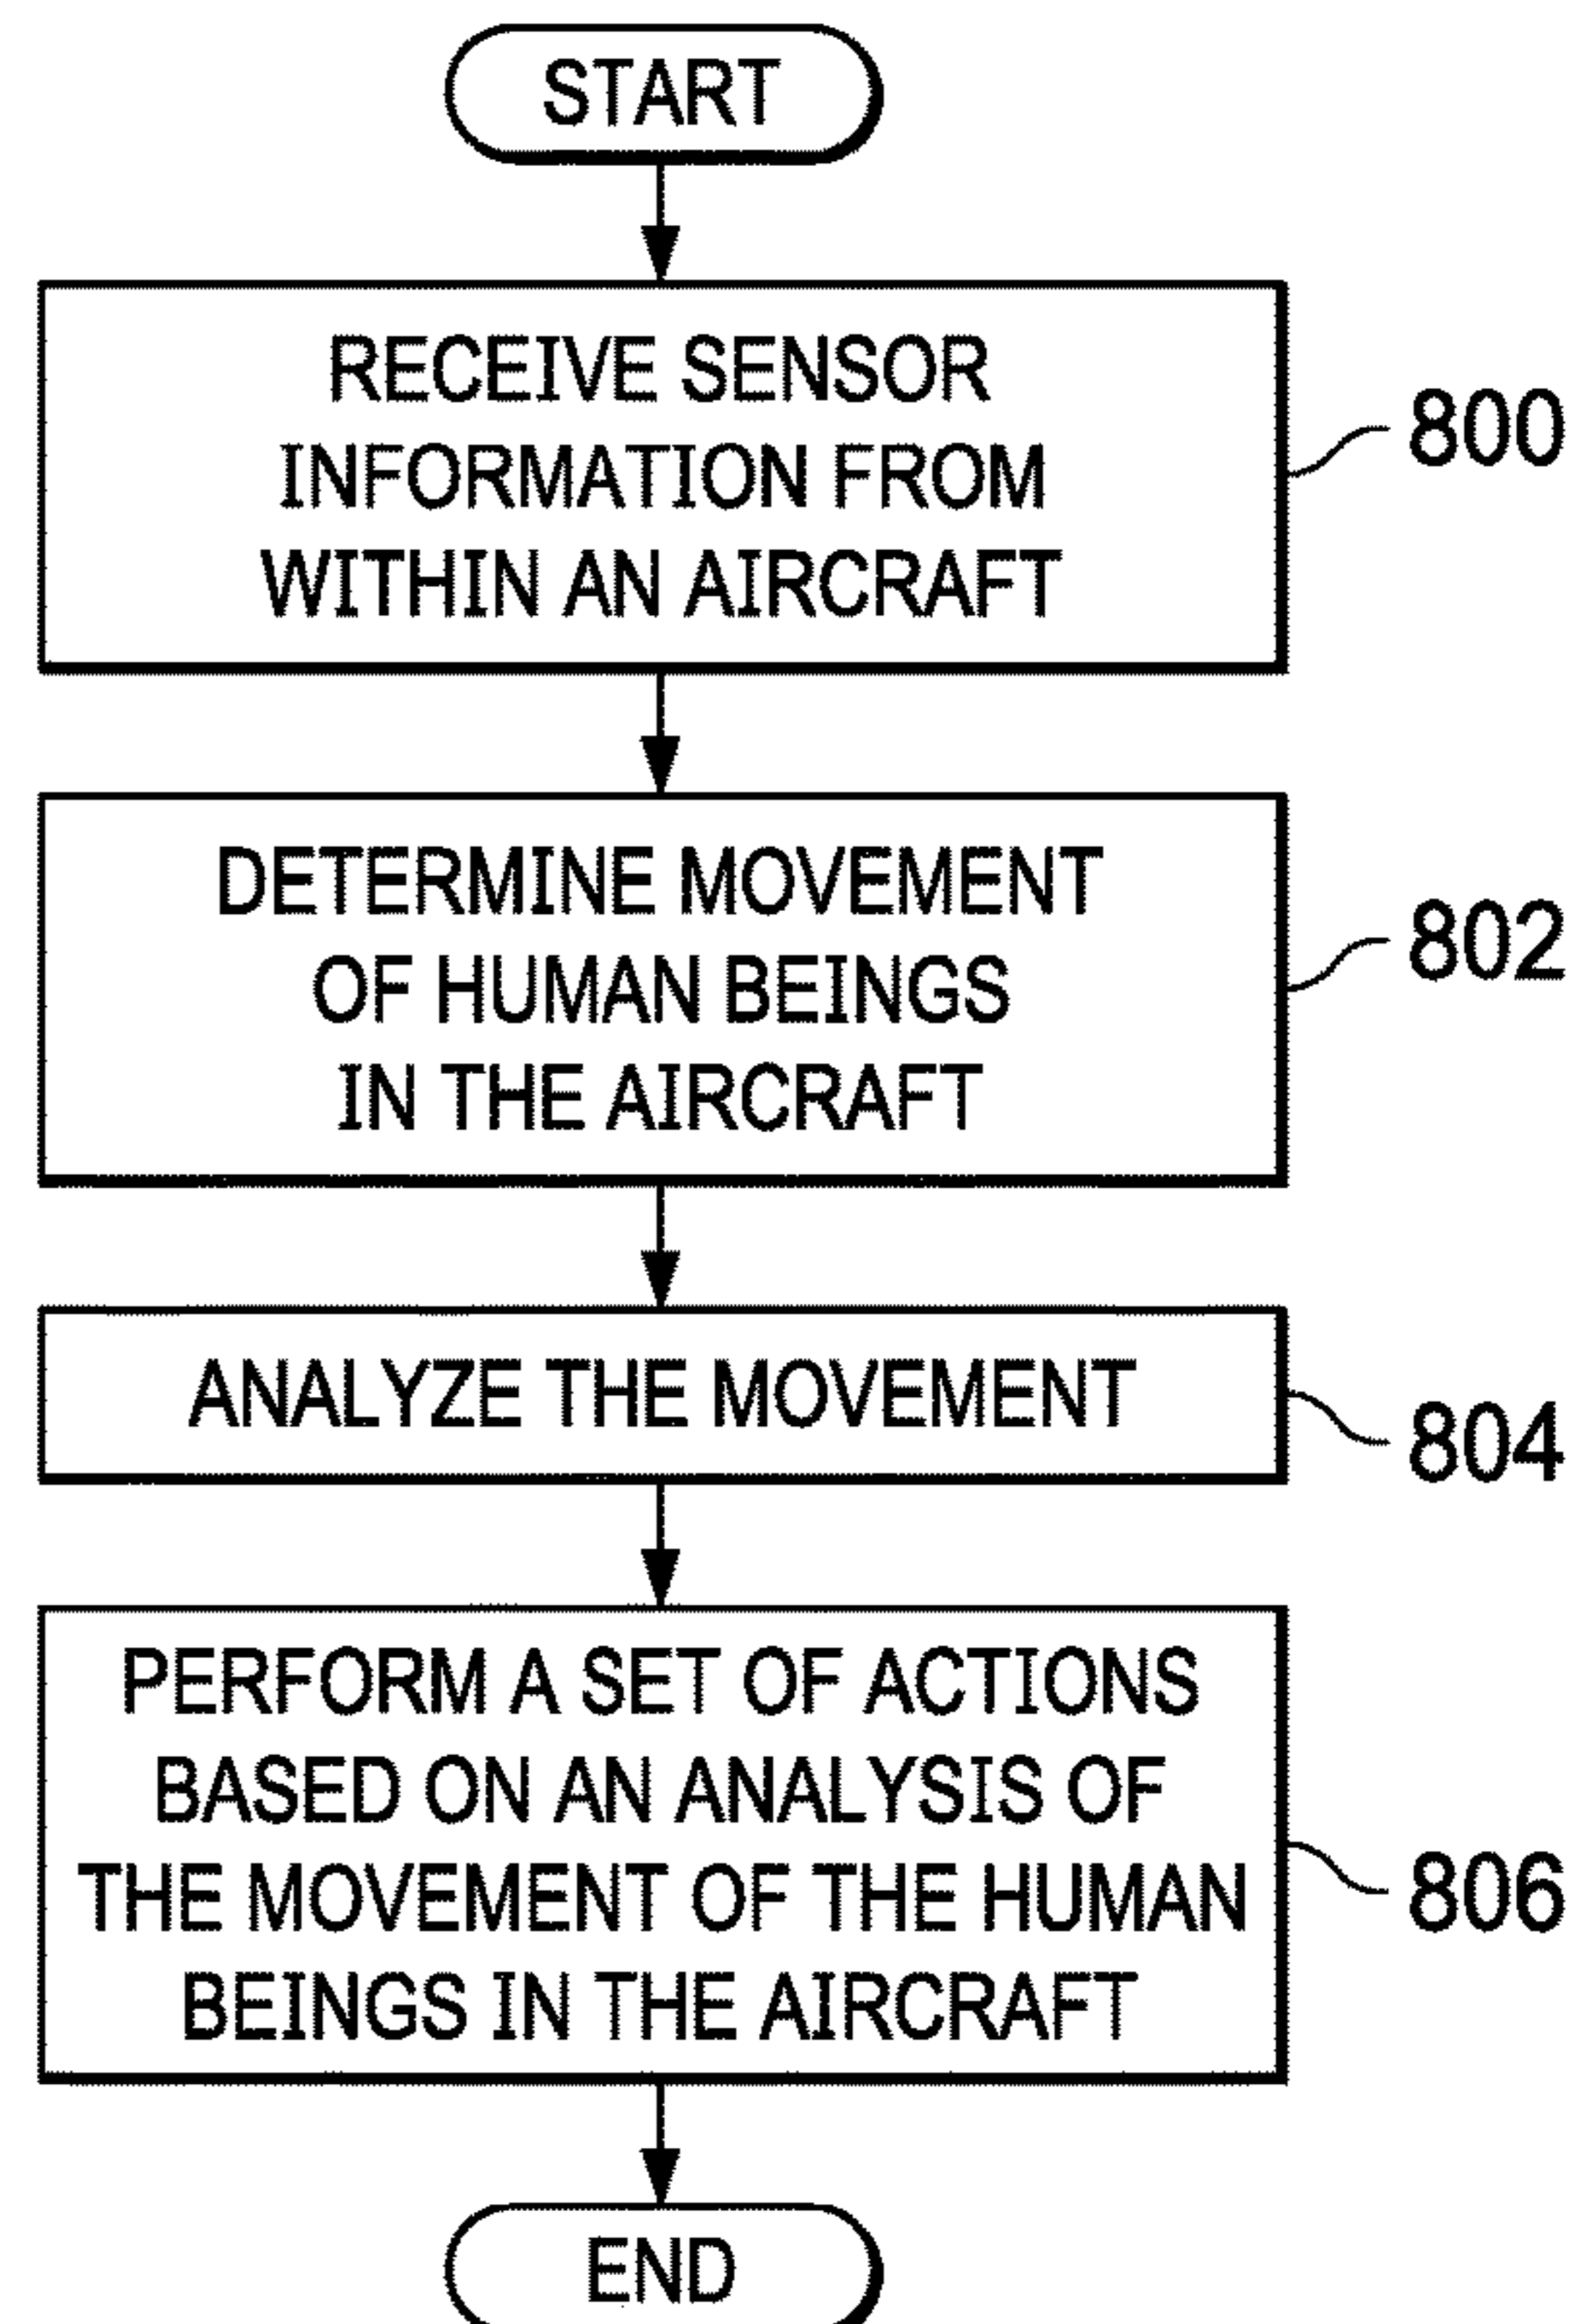 START
RECEIVE SENSOR
INFORMATION FROM
WITHIN AN AIRCRAFT
800
DETERMINE MOVEMENT
OF HUMAN BEINGS
IN THE AIRCRAFT
802
ANALYZE THE MOVEMENT
804
PERFORM A SET OF ACTIONS
BASED ON AN ANALYSIS OF
THE MOVEMENT OF THE HUMAN
BEINGS IN THE AIRCRAFT
806
END